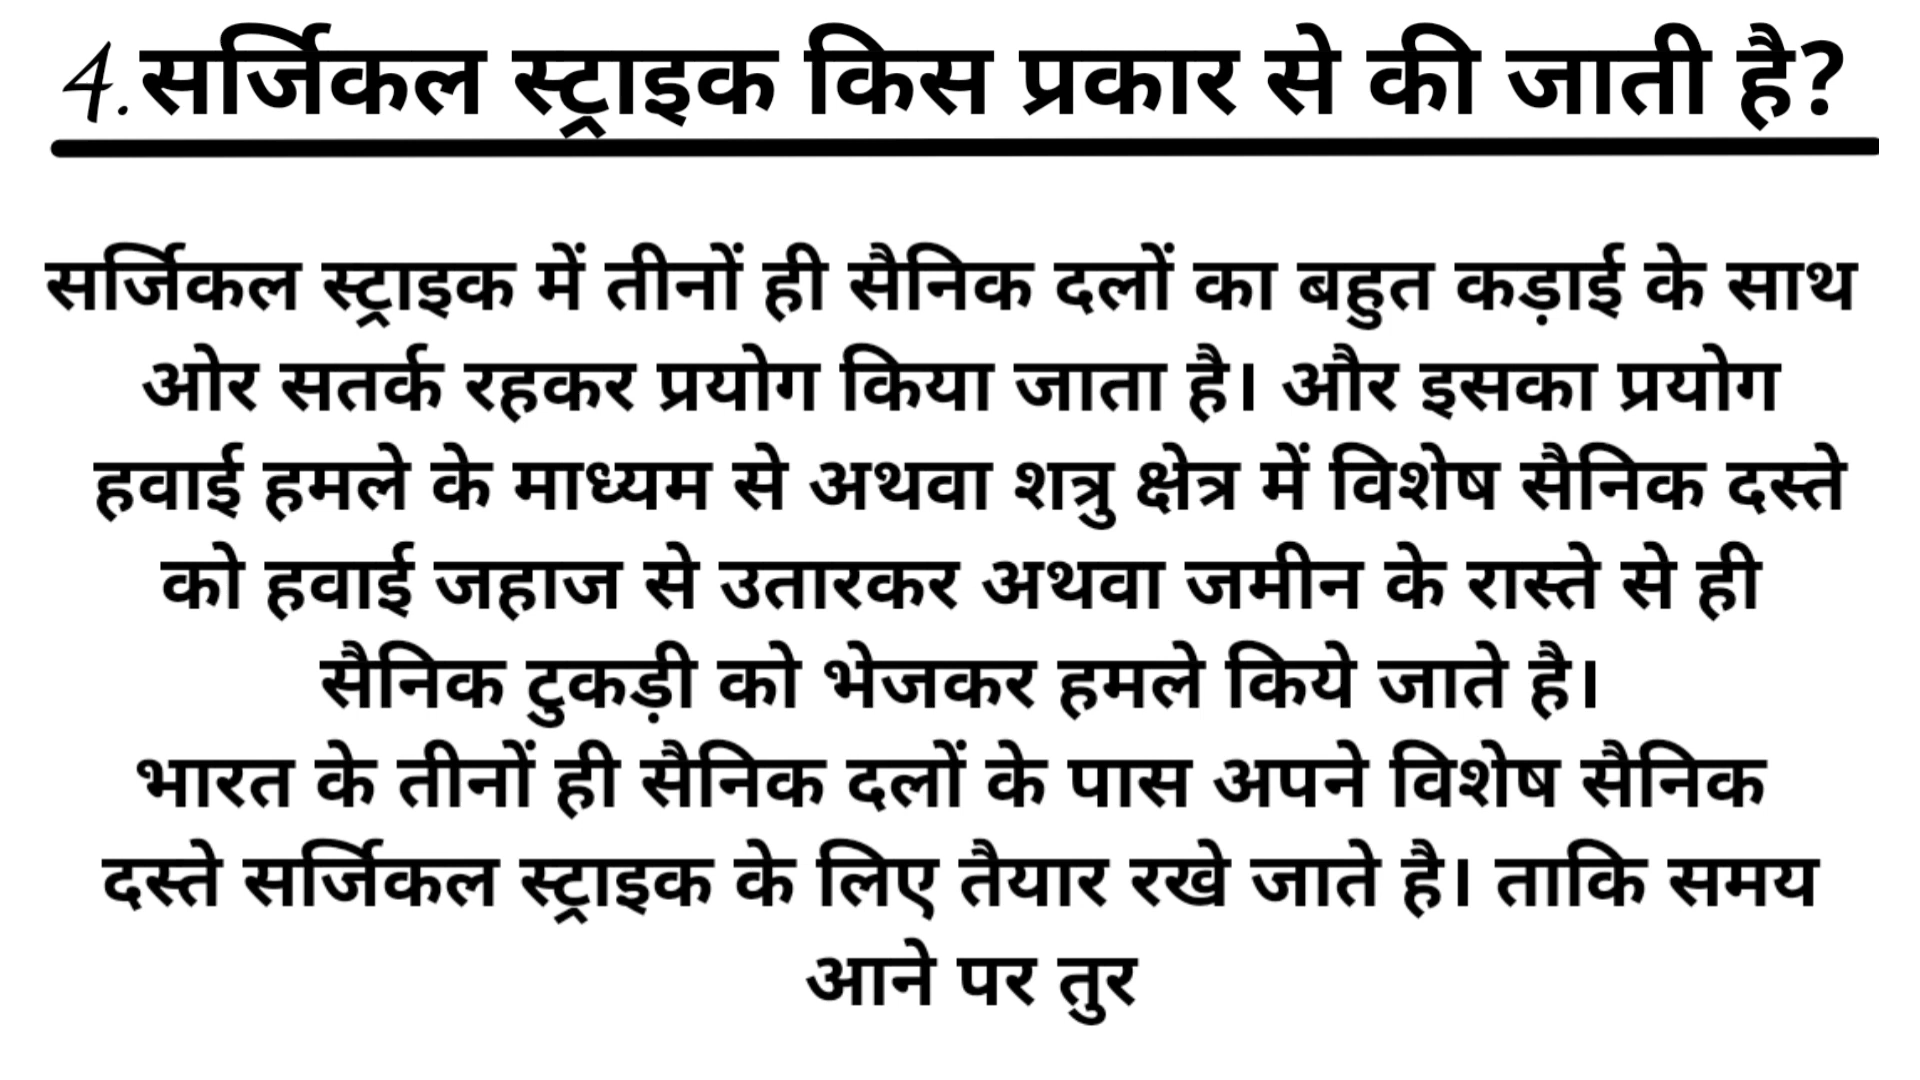 4.सर्जिकल स्ट्राइक किस प्रकार से की जाती है?
सर्जिकल स्ट्राइक में तीनों ही सैनिक दलों का बहुत कड़ाई के साथ
ओर सतर्क रहकर प्रयोग किया जाता है। और इसका प्रयोग
हवाई हमले के माध्यम से अथवा शत्रु क्षेत्र में विशेष सैनिक दस्ते
को हवाई जहाज से उतारकर अथवा जमीन के रास्ते से ही
सैनिक टुकड़ी को भेजकर हमले किये जाते है।
भारत के तीनों ही सैनिक दलों के पास अपने विशेष सैनिक
दस्ते सर्जिकल स्ट्राइक के लिए तैयार रखे जाते है। ताकि समय
आने पर तुर